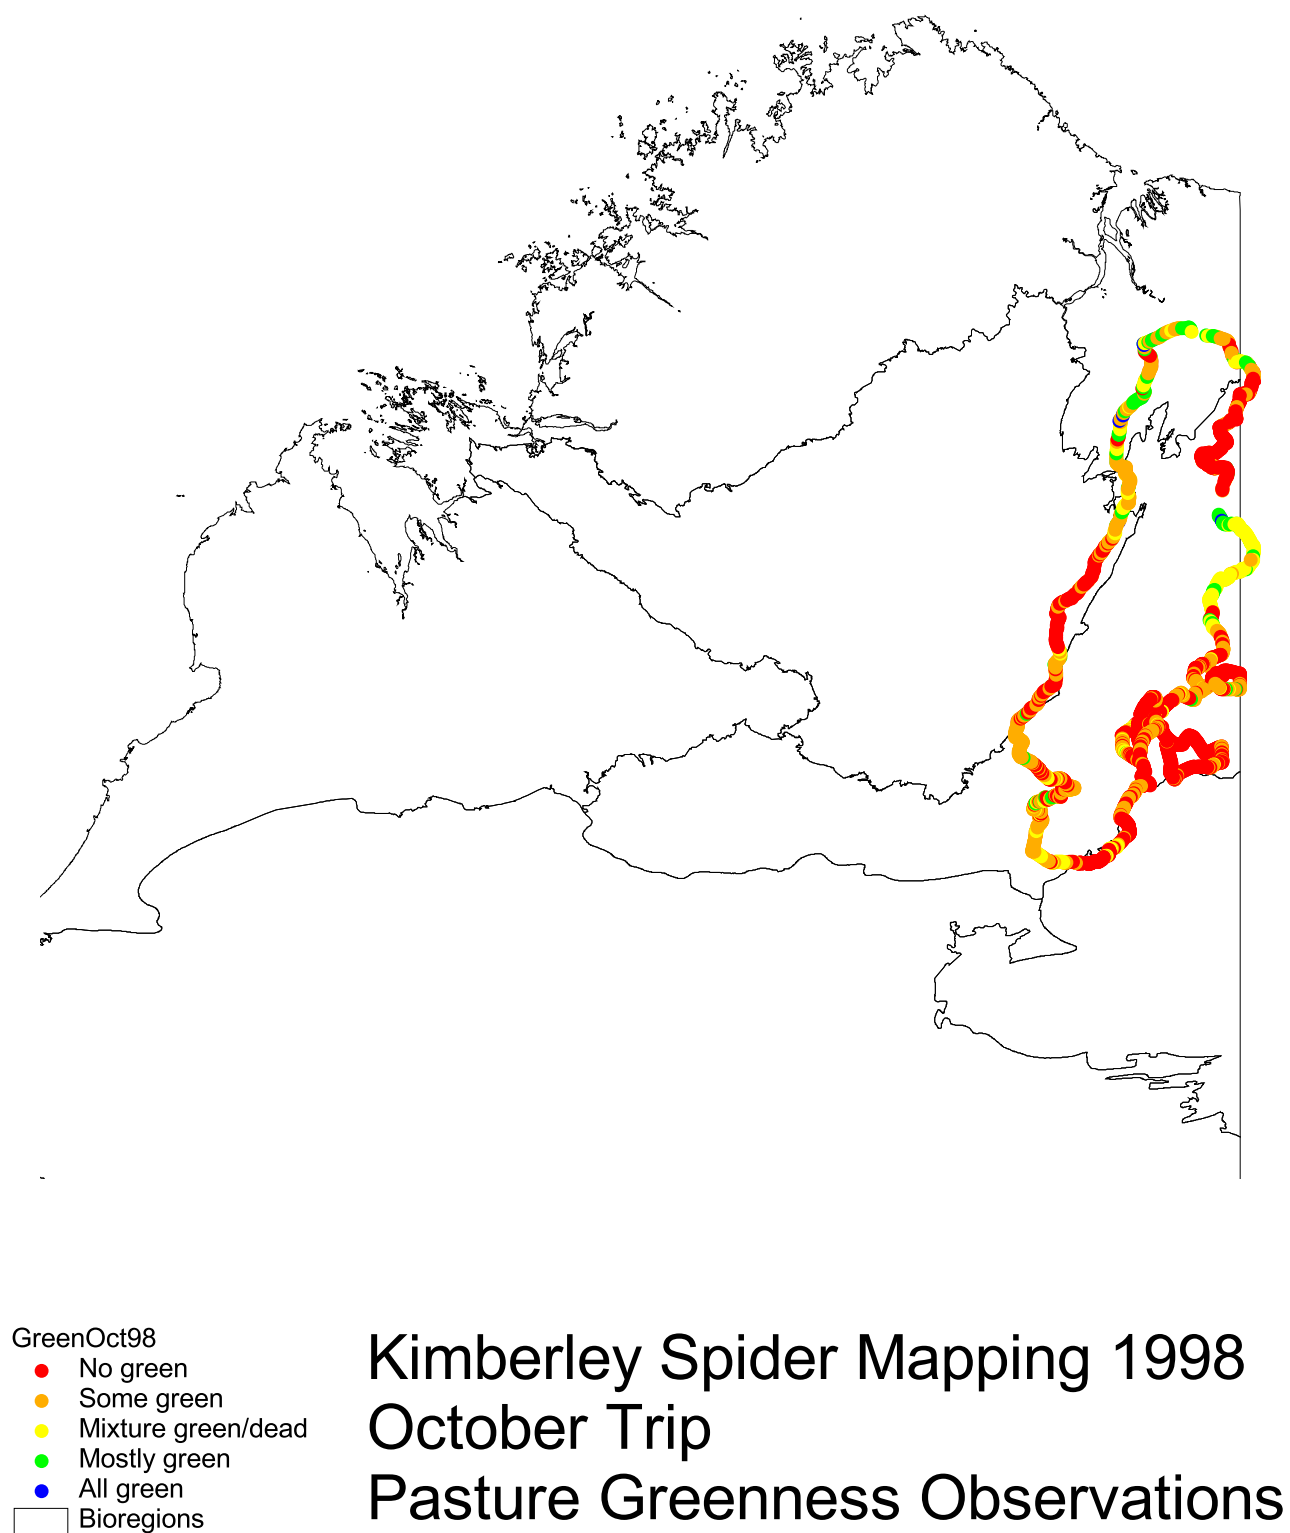 GreenOct98
No green
Some green
Mixture green/dead
Mostly green
All green
Bioregions
Kimberley Spider Mapping 1998
October Trip
Pasture Greenness Observations